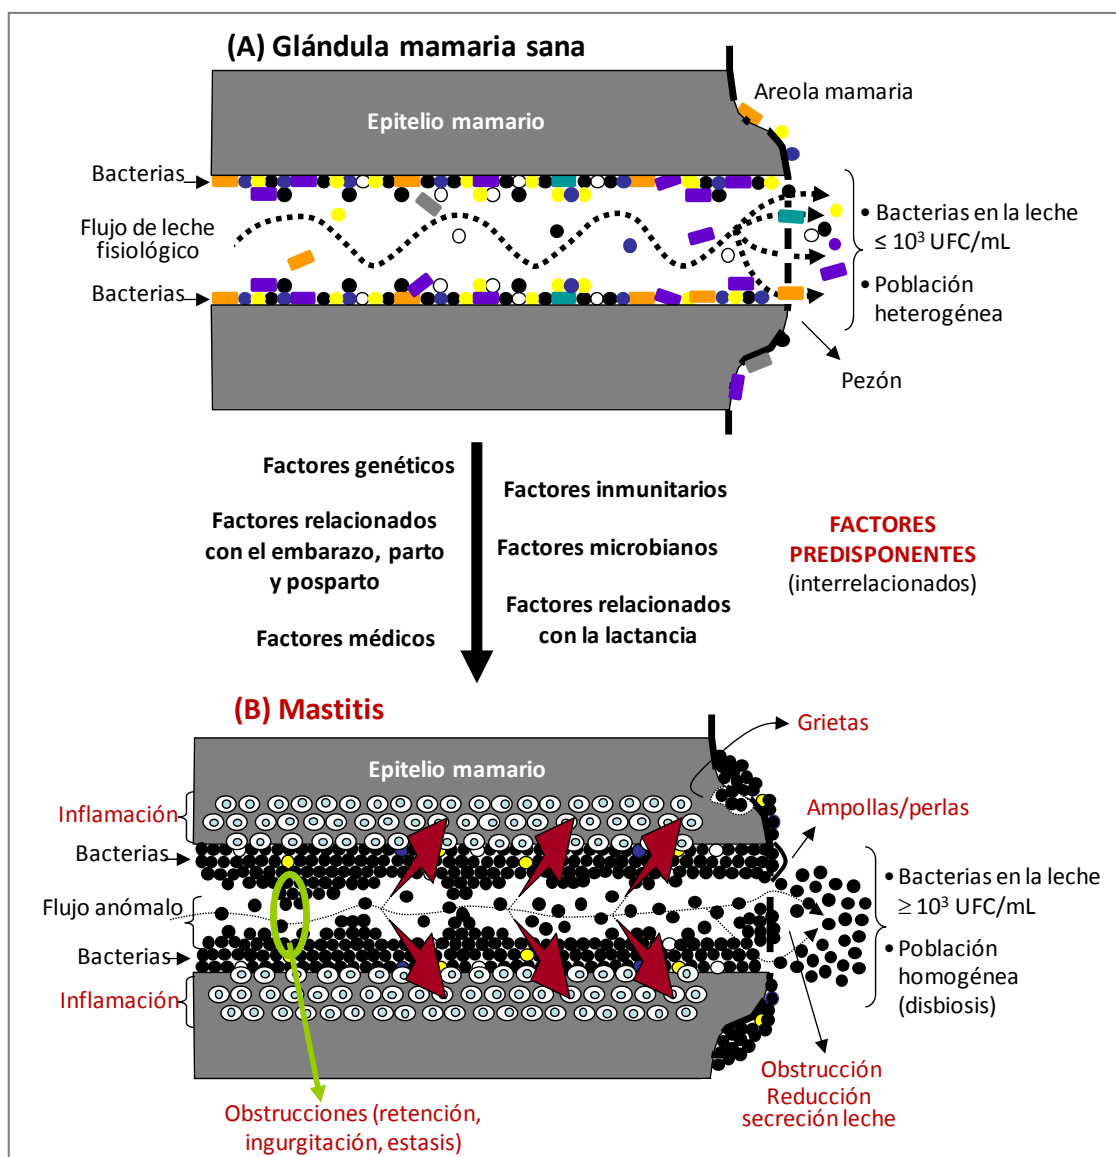 (A) Glándula mamaria sana
Areola mamaria
Epitelio mamario
Bacterias
Flujo de leche
fisiológico
Bacterias
• Bacterias en la leche
≤ 10³ UFC/mL
• Población
heterogénea
Pezón
Factores genéticos
Factores inmunitarios
Factores relacionados
con el embarazo, parto
y posparto
Factores microbianos
Factores relacionados
con la lactancia
Factores médicos
FACTORES
PREDISPONENTES
(interrelacionados)
(B) Mastitis
Grietas
Epitelio mamario
Inflamación
Ampollas/perlas
Bacterias
Flujo anómalo
Bacterias
Inflamación
• Bacterias en la leche
≥ 10³ UFC/mL
• Población
homogénea
(disbiosis)
Obstrucción
Reducción
secreción leche
Obstrucciones (retención,
ingurgitación, estasis)